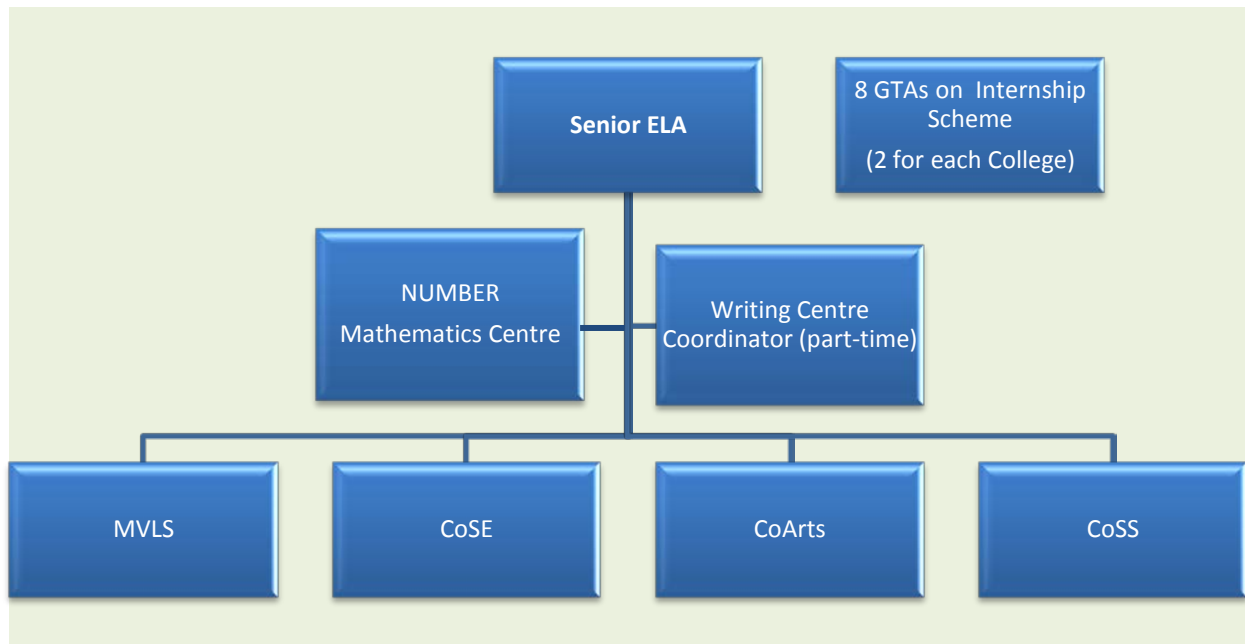 Senior ELA
8 GTAs on Internship
Scheme
(2 for each College)
NUMBER
Mathematics Centre
Writing Centre
Coordinator (part-time)
MVLS
CoSE
CoArts
CoSS